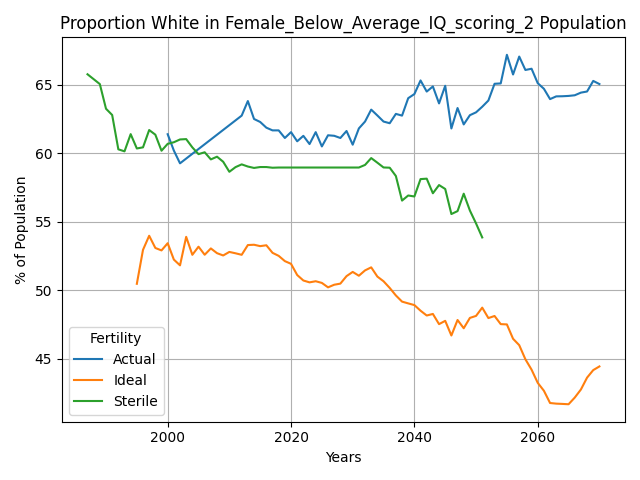 Proportion White in Female_Below_Average_IQ_scoring_2 Population
% of Population
65
60
55
50
45
Fertility
Actual
Ideal
Sterile
2000
2020
2040
2060
Years